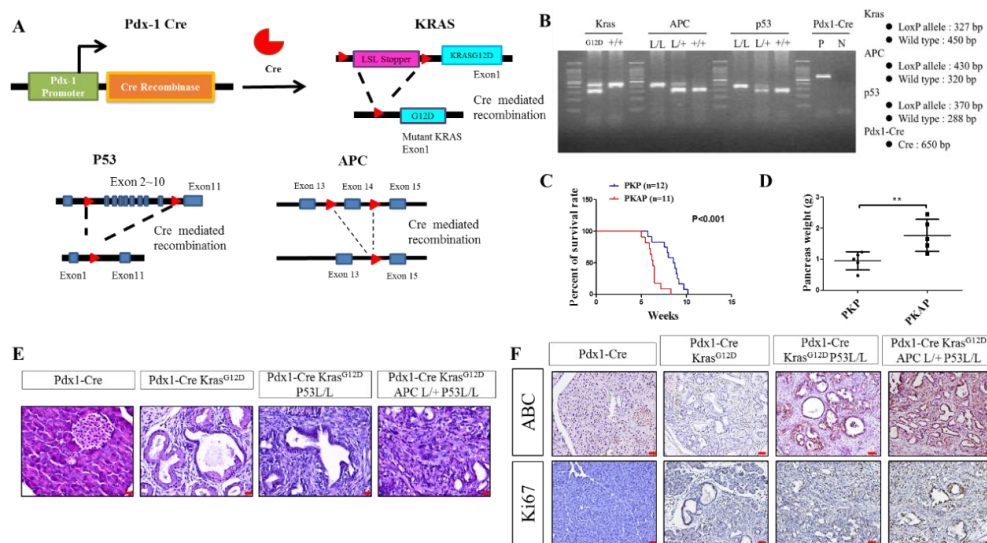 A
Pdx-1 Cre
Pdx-1
Promoter
Cre Recombinase
Cre
LSL Stopper
KRASG12D
Exon1
Cre mediated
recombination
G12D
Mutant KRAS
Exon1
P53
Exon 2~10
Exon11
Cre mediated
recombination
Exon1
Exon11
APC
Exon 13
Exon 14
Exon 15
Cre mediated
recombination
Exon 13
Exon 15
B
Kras
APC
p53
Pdx1-Cre
G12D +/+
L/L L/+ +/+
L/L L/+ +/+
P N
Kras
● LoxP allele : 327 bp
● Wild type : 450 bp
APC
● LoxP allele : 430 bp
● Wild type : 320 bp
p53
● LoxP allele : 370 bp
● Wild type : 288 bp
Pdx1-Cre
● Cre : 650 bp
C
PKP (n=12)
PKAP (n=11)
P<0.001
Percent of survival rate
150
100
50
0
0 5 10 15
Weeks
D
Pancreas weight (g)
**
3
2
1
0
PKP
PKAP
E
Pdx1-Cre
Pdx1-Cre KrasG12D
Pdx1-Cre KrasG12D
P53L/L
Pdx1-Cre KrasG12D
APC L/+ P53L/L
F
Pdx1-Cre
Pdx1-Cre
KrasG12D
Pdx1-Cre
KrasG12D P53L/L
Pdx1-Cre KrasG12D
APC L/+ P53L/L
ABC
Ki67